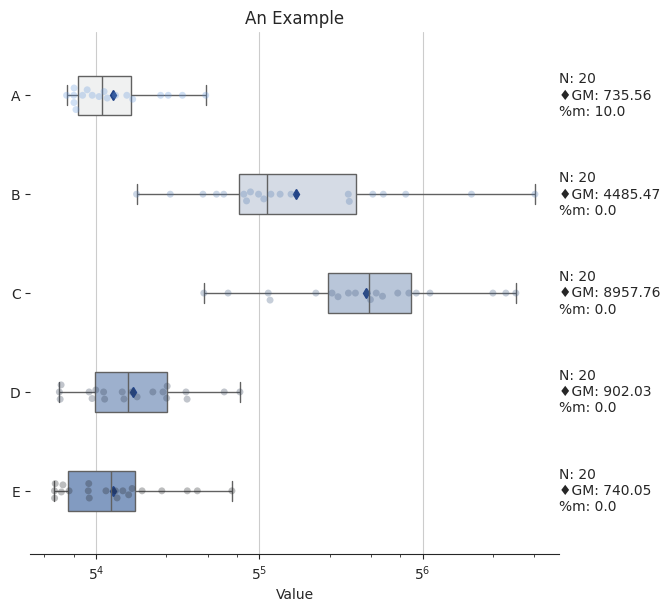 An Example
A
N: 20
♦GM: 735.56
%m: 10.0
B
N: 20
♦GM: 4485.47
%m: 0.0
C
N: 20
♦GM: 8957.76
%m: 0.0
D
N: 20
♦GM: 902.03
%m: 0.0
E
N: 20
♦GM: 740.05
%m: 0.0
5⁴ 5⁵ 5⁶
Value